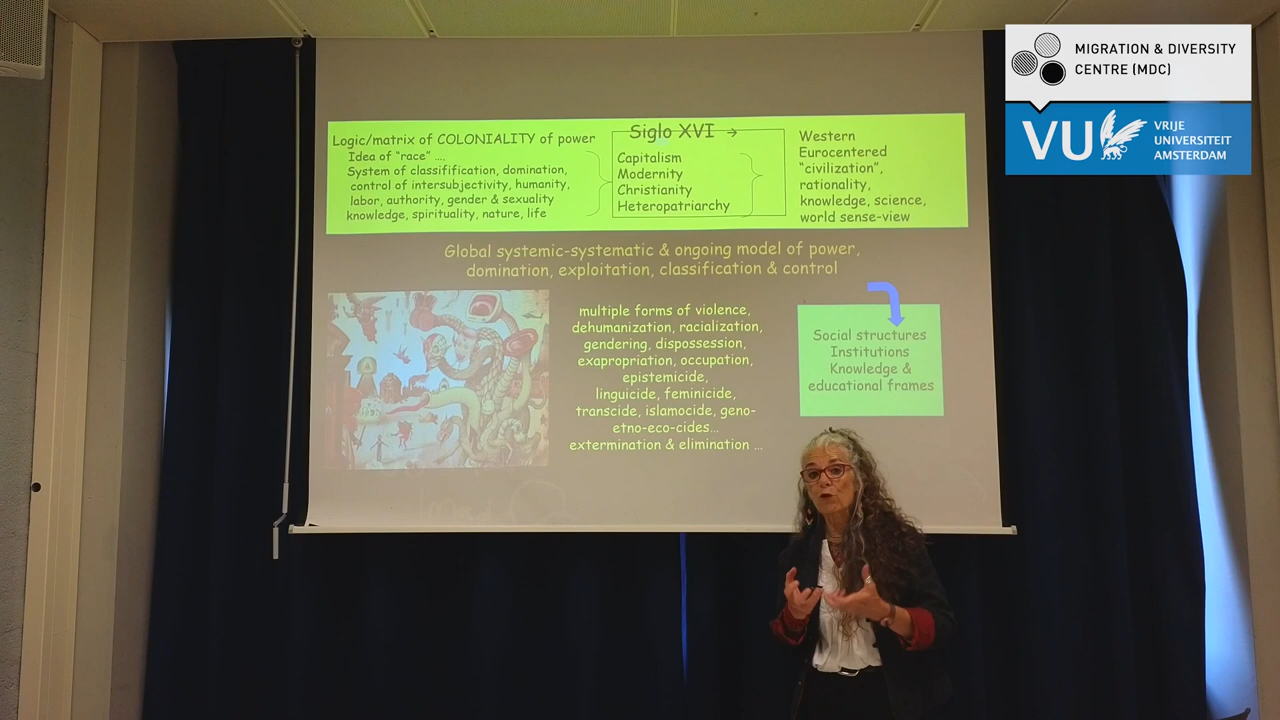 MIGRATION & DIVERSITY
CENTRE (MDC)
VU
VRIJE
UNIVERSITEIT
AMSTERDAM
Logic/matrix of COLONIALITY of power
Idea of "race" ....
System of classifification, domination,
control of intersubjectivity, humanity,
labor, authority, gender & sexuality
knowledge, spirituality, nature, life
Siglo XVI →
Capitalism
Modernity
Christianity
Heteropatriarchy
Western
Eurocentered
"civilization",
rationality,
knowledge, science,
world sense-view
Global systemic-systematic & ongoing model of power,
domination, exploitation, classification & control
multiple forms of violence,
dehumanization, racialization,
gendering, dispossession,
exapropriation, occupation,
epistemicide,
linguicide, feminicide,
transcide, islamocide, geno-
etno-eco-cides...
extermination & elimination ...
Social structures
Institutions
Knowledge &
educational frames